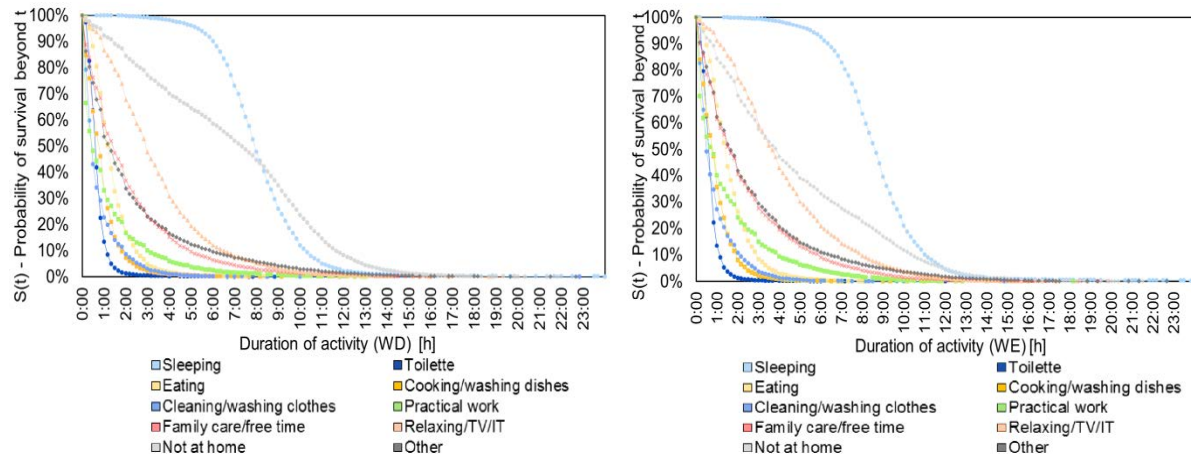 S(t) - Probability of survival beyond t
100%
90%
80%
70%
60%
50%
40%
30%
20%
10%
0%
0:00
1:00
2:00
3:00
4:00
5:00
6:00
7:00
8:00
9:00
10:00
11:00
12:00
13:00
14:00
15:00
16:00
17:00
18:00
19:00
20:00
21:00
22:00
23:00
Duration of activity (WD) [h]
Sleeping
Toilette
Eating
Cooking/washing dishes
Cleaning/washing clothes
Practical work
Family care/free time
Relaxing/TV/IT
Not at home
Other
S(t) - Probability of survival beyond t
100%
90%
80%
70%
60%
50%
40%
30%
20%
10%
0%
0:00
1:00
2:00
3:00
4:00
5:00
6:00
7:00
8:00
9:00
10:00
11:00
12:00
13:00
14:00
15:00
16:00
17:00
18:00
19:00
20:00
21:00
22:00
23:00
Duration of activity (WE) [h]
Sleeping
Toilette
Eating
Cooking/washing dishes
Cleaning/washing clothes
Practical work
Family care/free time
Relaxing/TV/IT
Not at home
Other